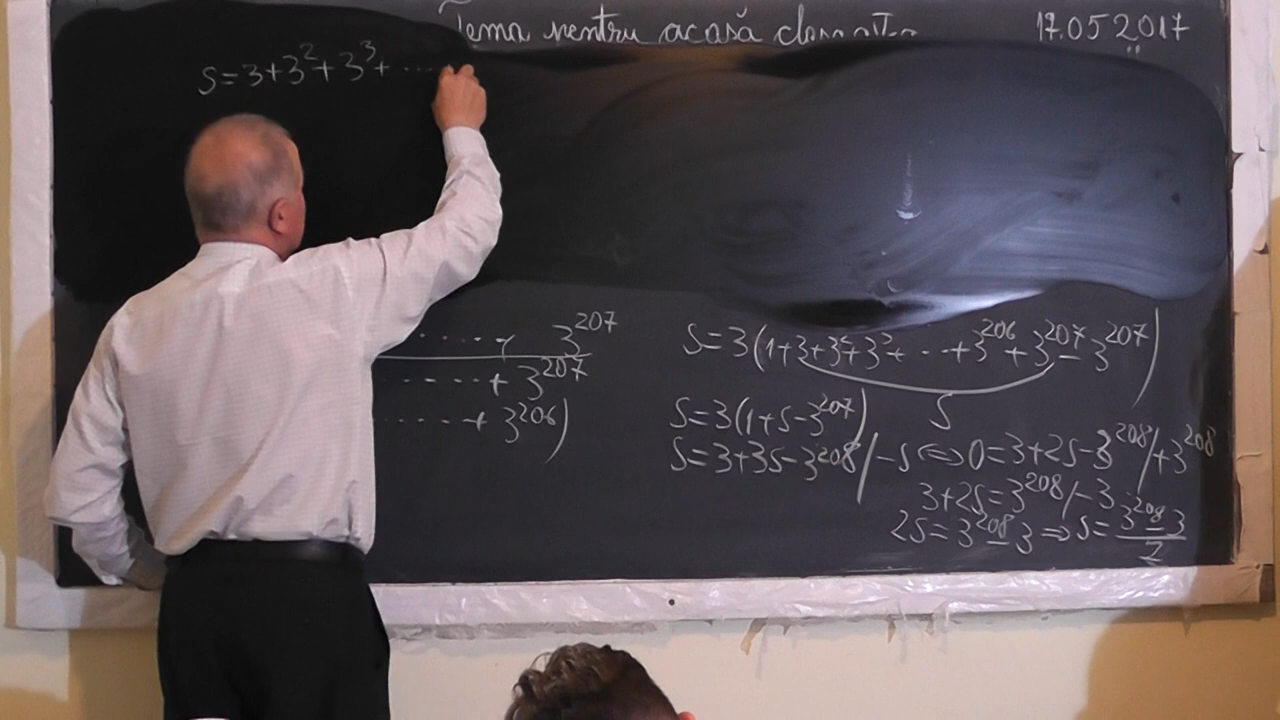 Tema pentru acasă 17.05.2017
S=3+3²+3³+ .....
..... + 3²⁰⁷
..... + 3²⁰⁷
..... + 3²⁰⁶)
S=3(1+3+3²+3³+ ...+3²⁰⁶+3²⁰⁷-3²⁰⁷)
S
S=3(1+S-3²⁰⁷)
S=3+3S-3²⁰⁸/-S⇔0=3+2S-3²⁰⁸/+3²⁰⁸
3+2S=3²⁰⁸/-3
2S=3²⁰⁸-3⇒S=(3²⁰⁸-3)/2